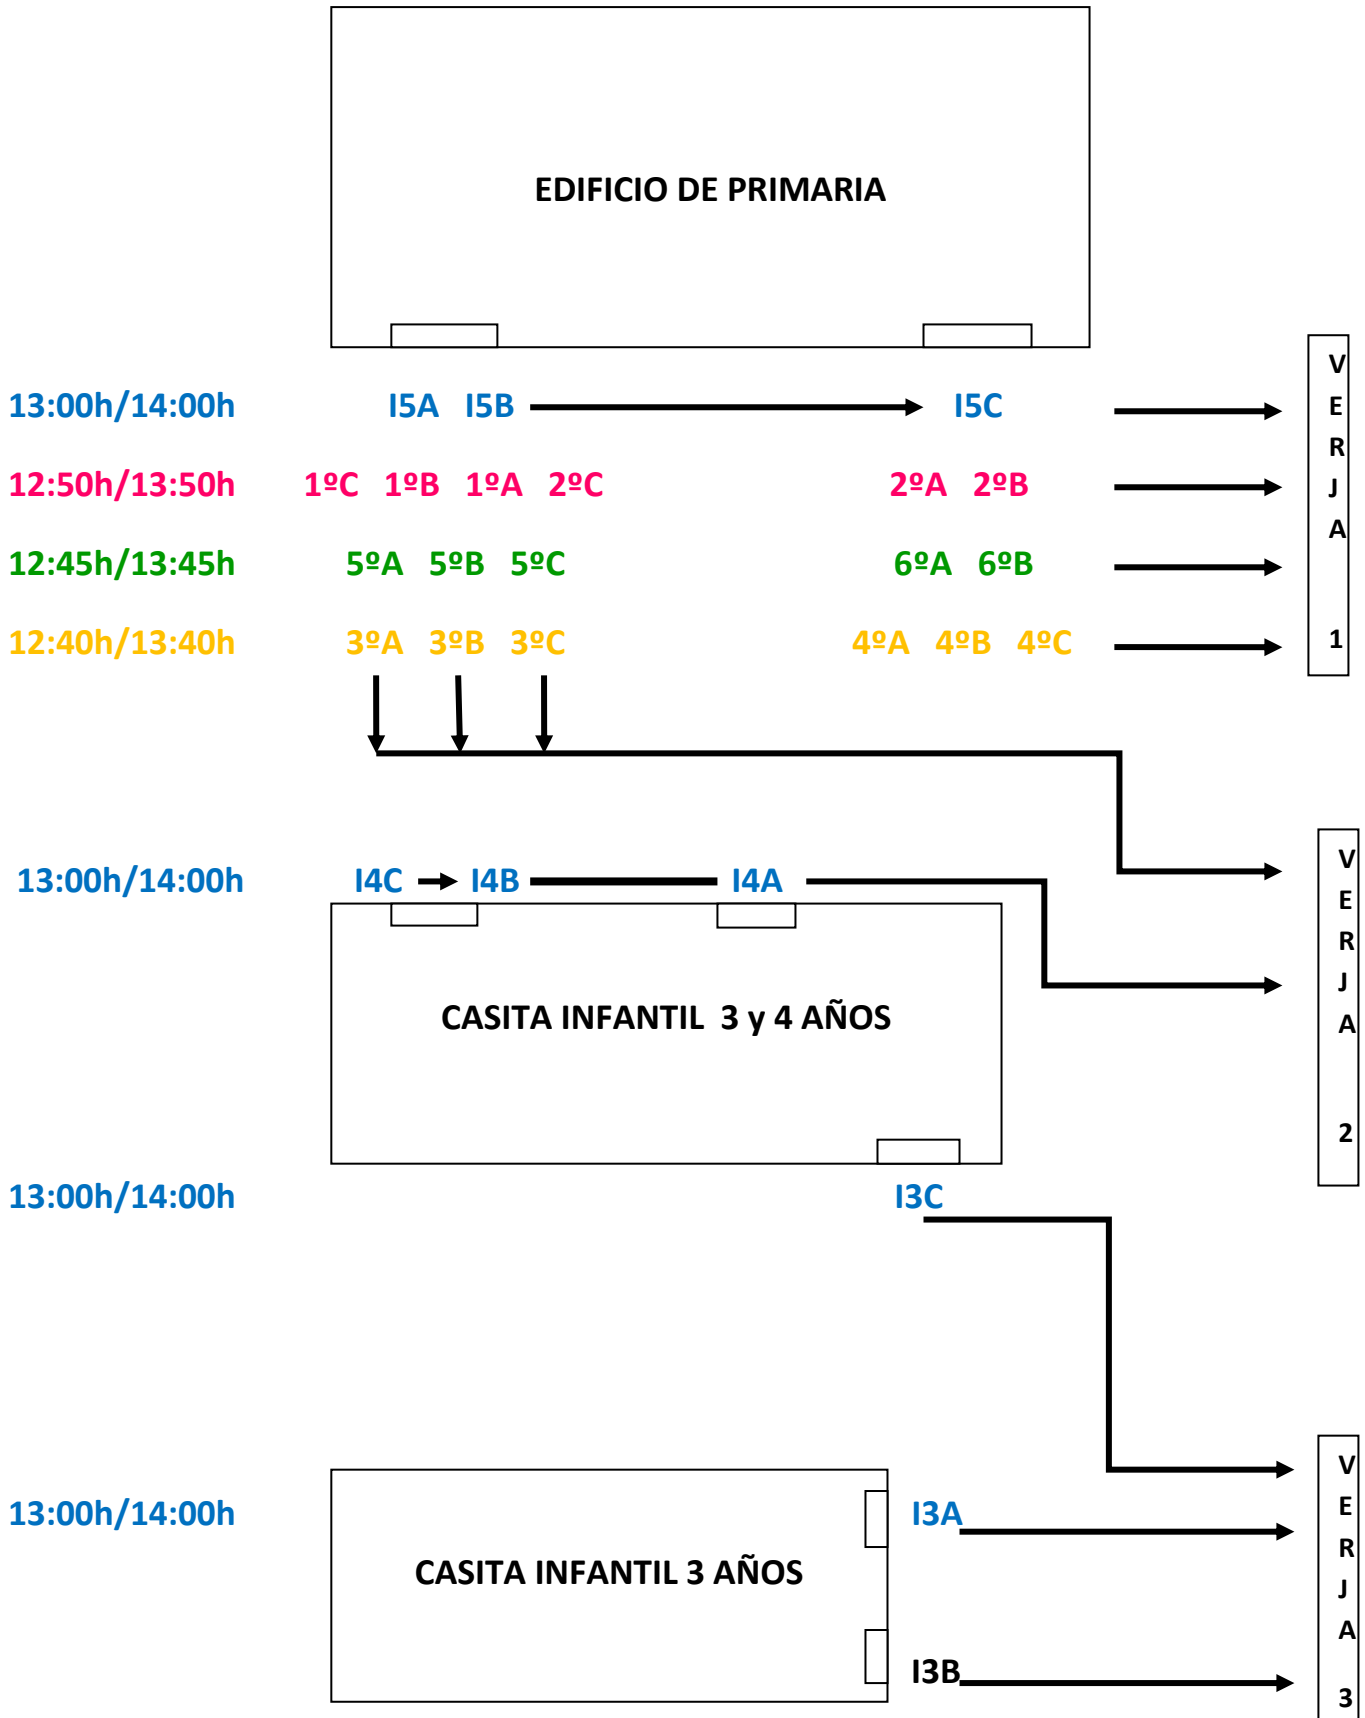 EDIFICIO DE PRIMARIA
13:00h/14:00h I5A I5B I5C
12:50h/13:50h 1ºC 1ºB 1ºA 2ºC 2ºA 2ºB
12:45h/13:45h 5ºA 5ºB 5ºC 6ºA 6ºB
12:40h/13:40h 3ºA 3ºB 3ºC 4ºA 4ºB 4ºC
VERJA 1
13:00h/14:00h I4C I4B I4A
CASITA INFANTIL 3 y 4 AÑOS
VERJA 2
13:00h/14:00h I3C
13:00h/14:00h I3A
CASITA INFANTIL 3 AÑOS
I3B
VERJA 3